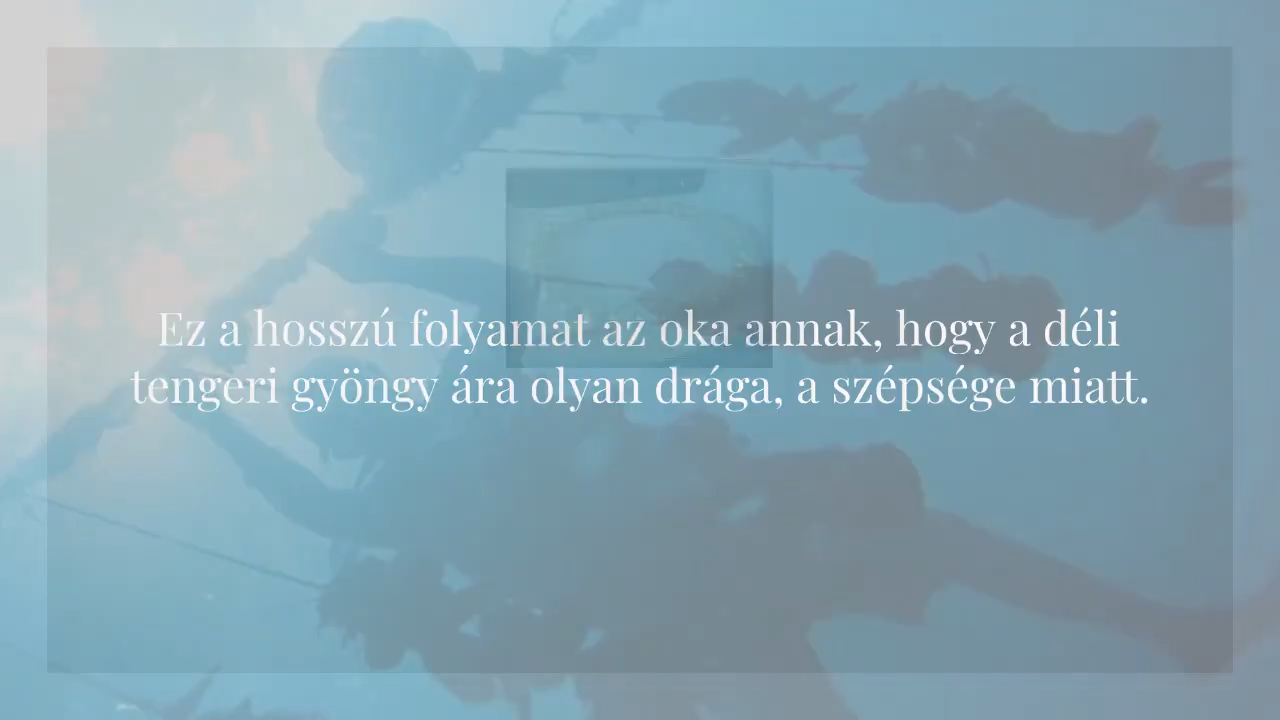 Ez a hosszú folyamat az oka annak, hogy a déli
tengeri gyöngy ára olyan drága, a szépsége miatt.